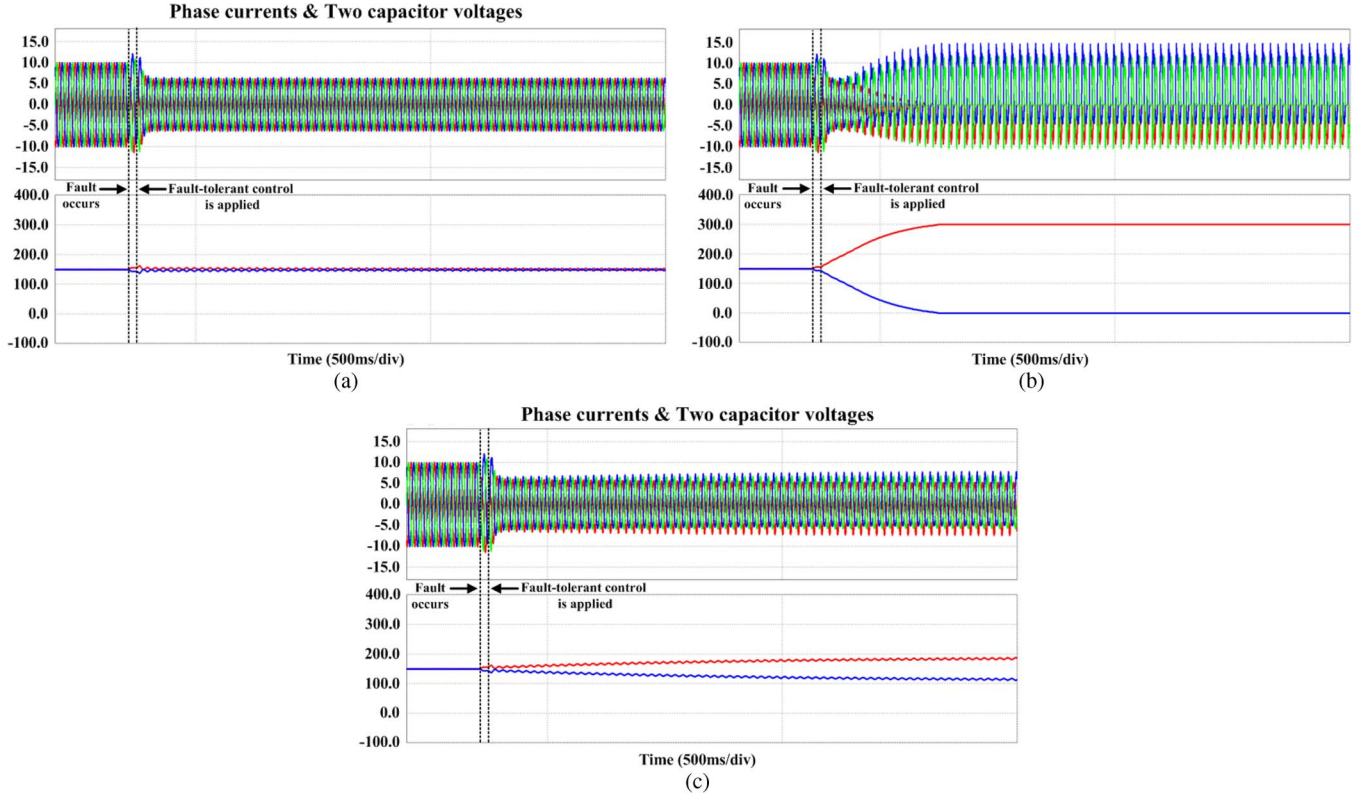 Phase currents & Two capacitor voltages
15.0
10.0
5.0
0.0
-5.0
-10.0
-15.0
Fault
occurs
Fault-tolerant control
is applied
400.0
300.0
200.0
100.0
0.0
-100.0
Time (500ms/div)
(a)
15.0
10.0
5.0
0.0
-5.0
-10.0
-15.0
Fault
occurs
Fault-tolerant control
is applied
400.0
300.0
200.0
100.0
0.0
-100.0
Time (500ms/div)
(b)
Phase currents & Two capacitor voltages
15.0
10.0
5.0
0.0
-5.0
-10.0
-15.0
Fault
occurs
Fault-tolerant control
is applied
400.0
300.0
200.0
100.0
0.0
-100.0
Time (500ms/div)
(c)